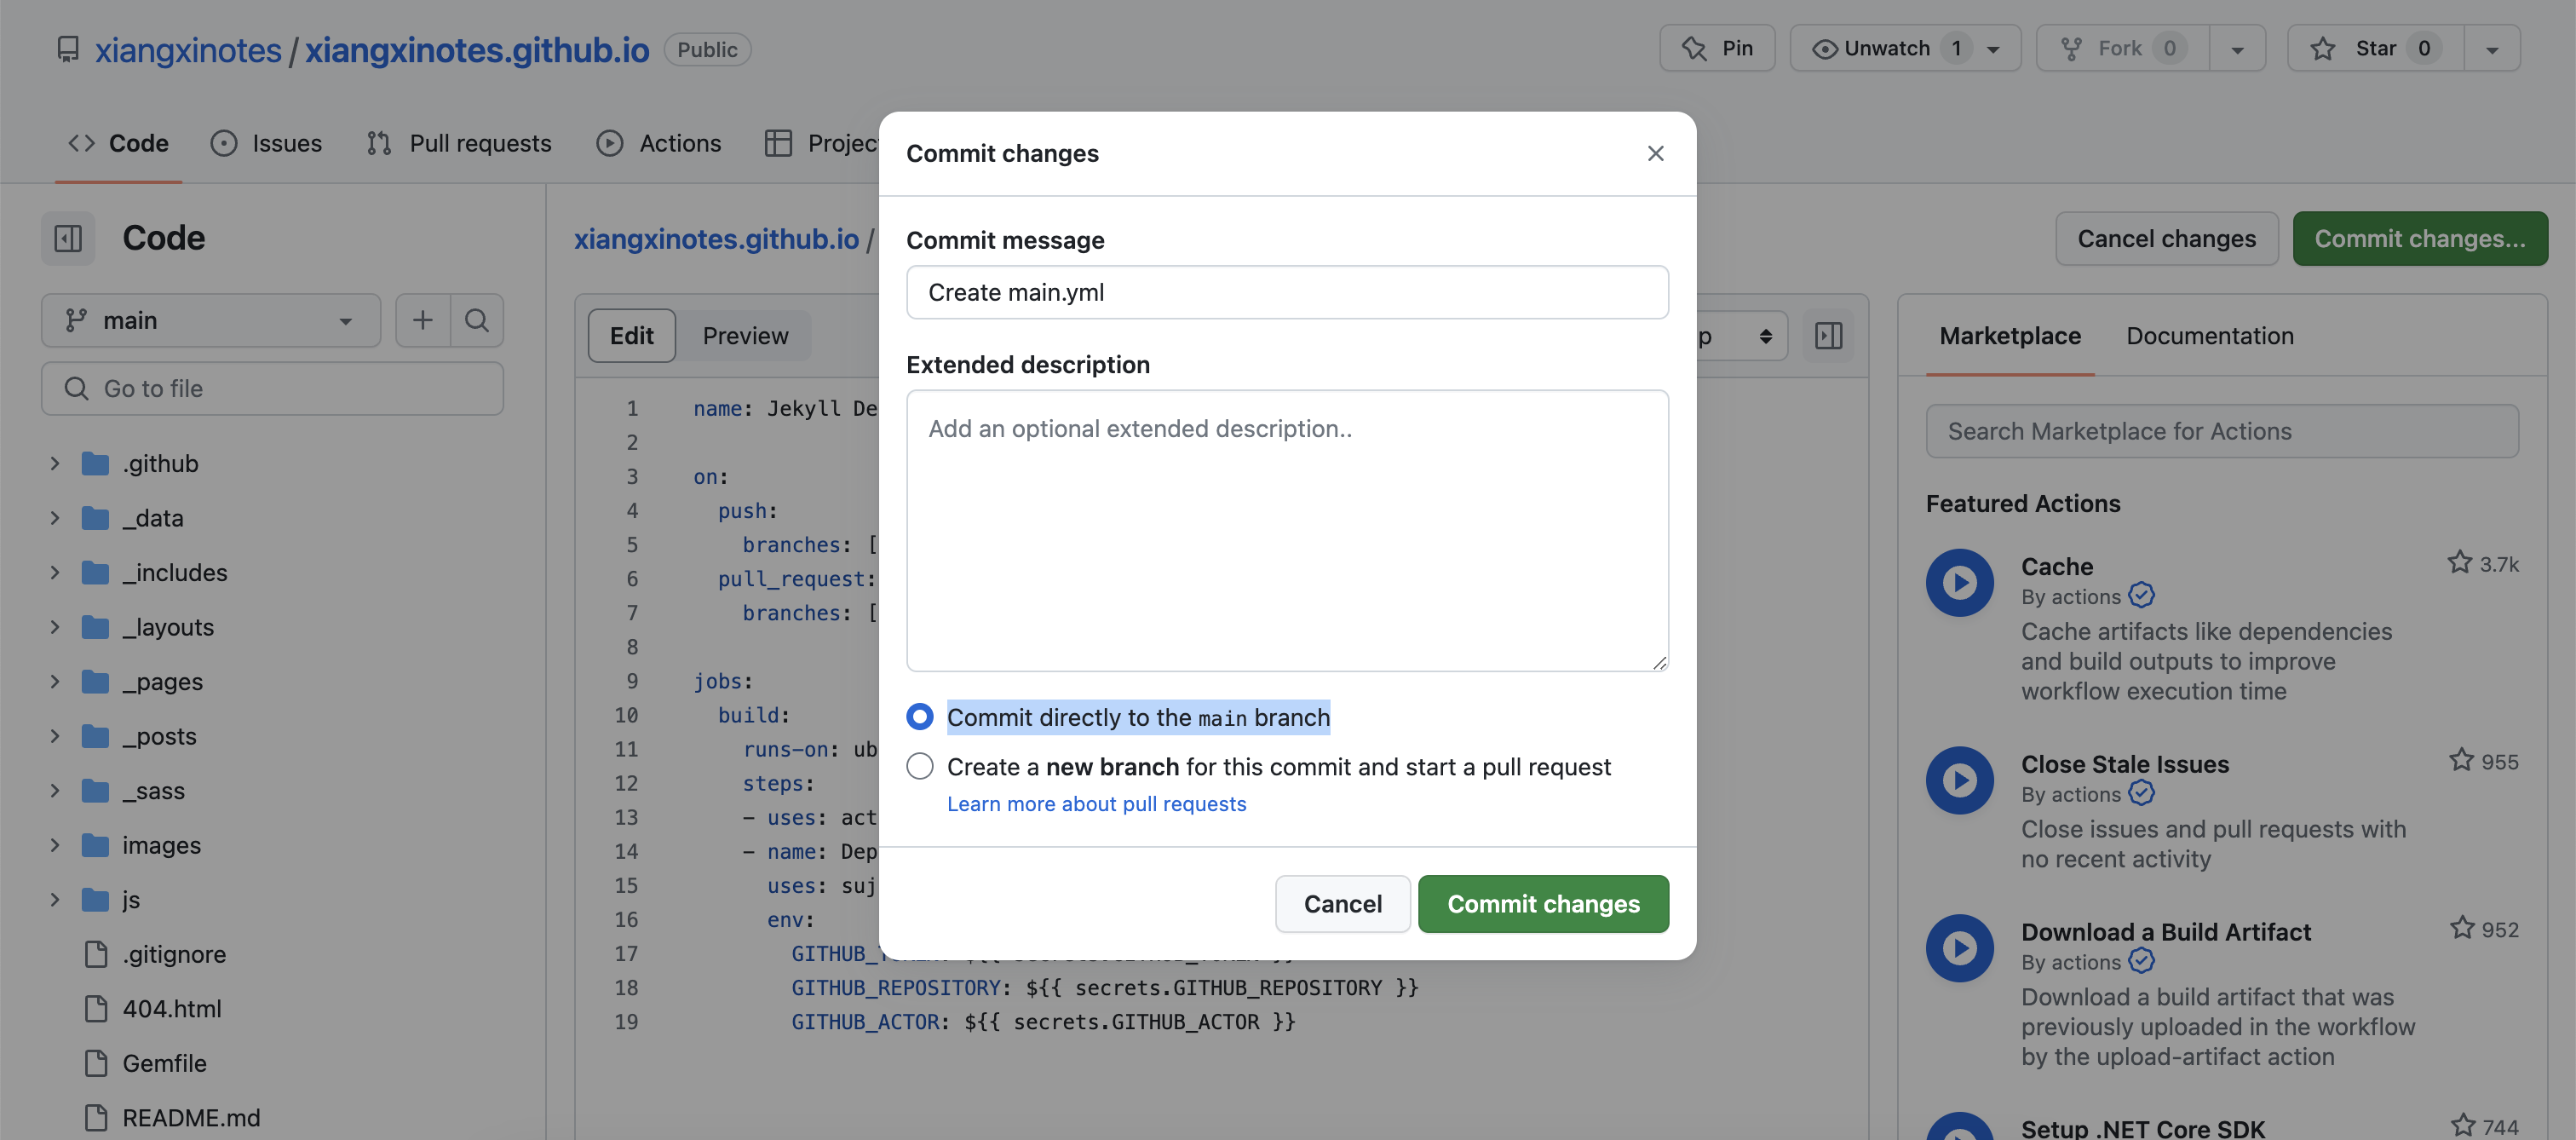 xiangxinotes / xiangxinotes.github.io Public
Pin
Unwatch 1
Fork 0
Star 0
Code
Issues
Pull requests
Actions
Code
main
Go to file
.github
_data
_includes
_layouts
_pages
_posts
_sass
images
js
.gitignore
404.html
Gemfile
README.md
xiangxinotes.github.io /
Cancel changes
Commit changes...
Edit
Preview
1 name: Jekyll
2
3 on:
4 push:
5 branches: [
6 pull_request:
7 branches: [
8
9 jobs:
10 build:
11 runs-on:
12 steps:
13 - uses:
14 - name:
15 uses:
16 env:
17
18 GITHUB_REPOSITORY: ${{ secrets.GITHUB_REPOSITORY }}
19 GITHUB_ACTOR: ${{ secrets.GITHUB_ACTOR }}
Commit changes
Commit message
Create main.yml
Extended description
Add an optional extended description..
Commit directly to the main branch
Create a new branch for this commit and start a pull request
Learn more about pull requests
Cancel
Commit changes
Marketplace
Documentation
Search Marketplace for Actions
Featured Actions
Cache
3.7k
By actions
Cache artifacts like dependencies
and build outputs to improve
workflow execution time
Close Stale Issues
955
By actions
Close issues and pull requests with
no recent activity
Download a Build Artifact
952
By actions
Download a build artifact that was
previously uploaded in the workflow
by the upload-artifact action
Setup .NET Core SDK
744